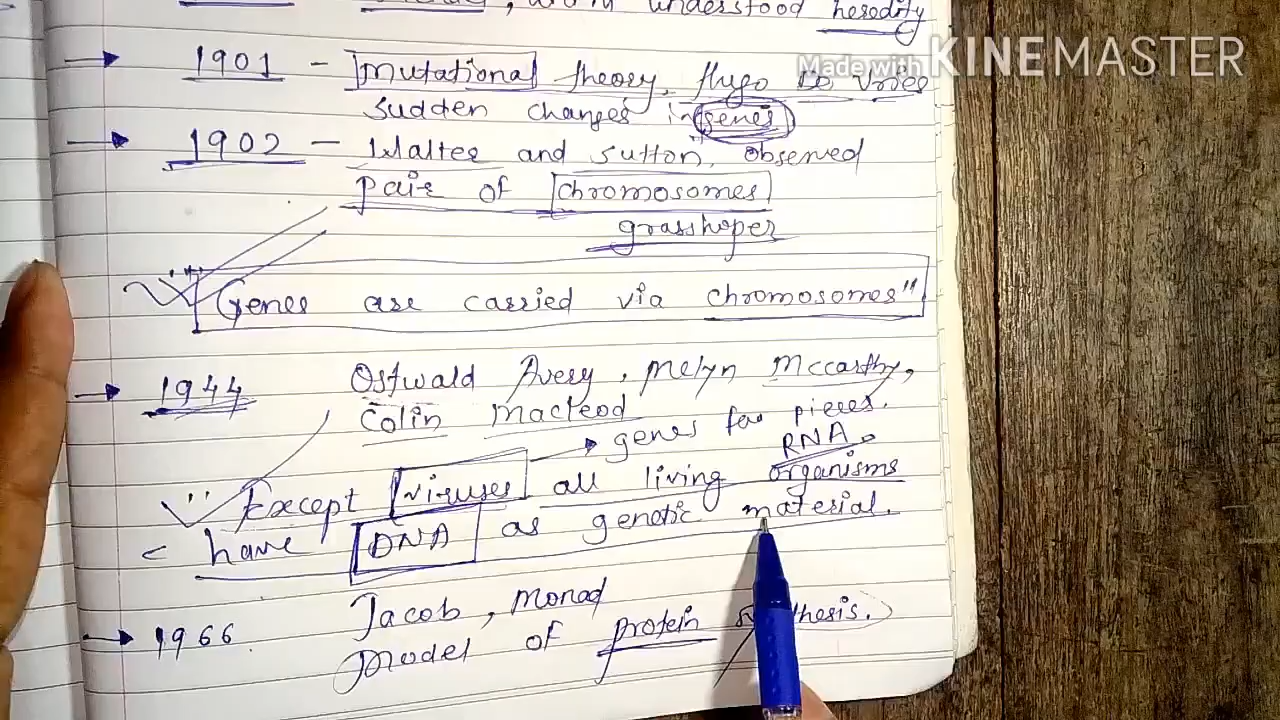 understood heredity
Made with KINEMASTER
→ 1901 - Mutational theory, Hugo De Vries
sudden changes in genes
→ 1902 - Walter and Sutton, observed
pair of chromosomes
grasshoper
"Genes are carried via chromosomes"
→ 1944 Ostwald Avery, Melyn Mccarthy,
Colin Macleod
→ genes few pieces.
RNA
Except viruses all living organisms
< have DNA as genetic material.
→ 1966 Jacob, Monod
model of protein synthesis.